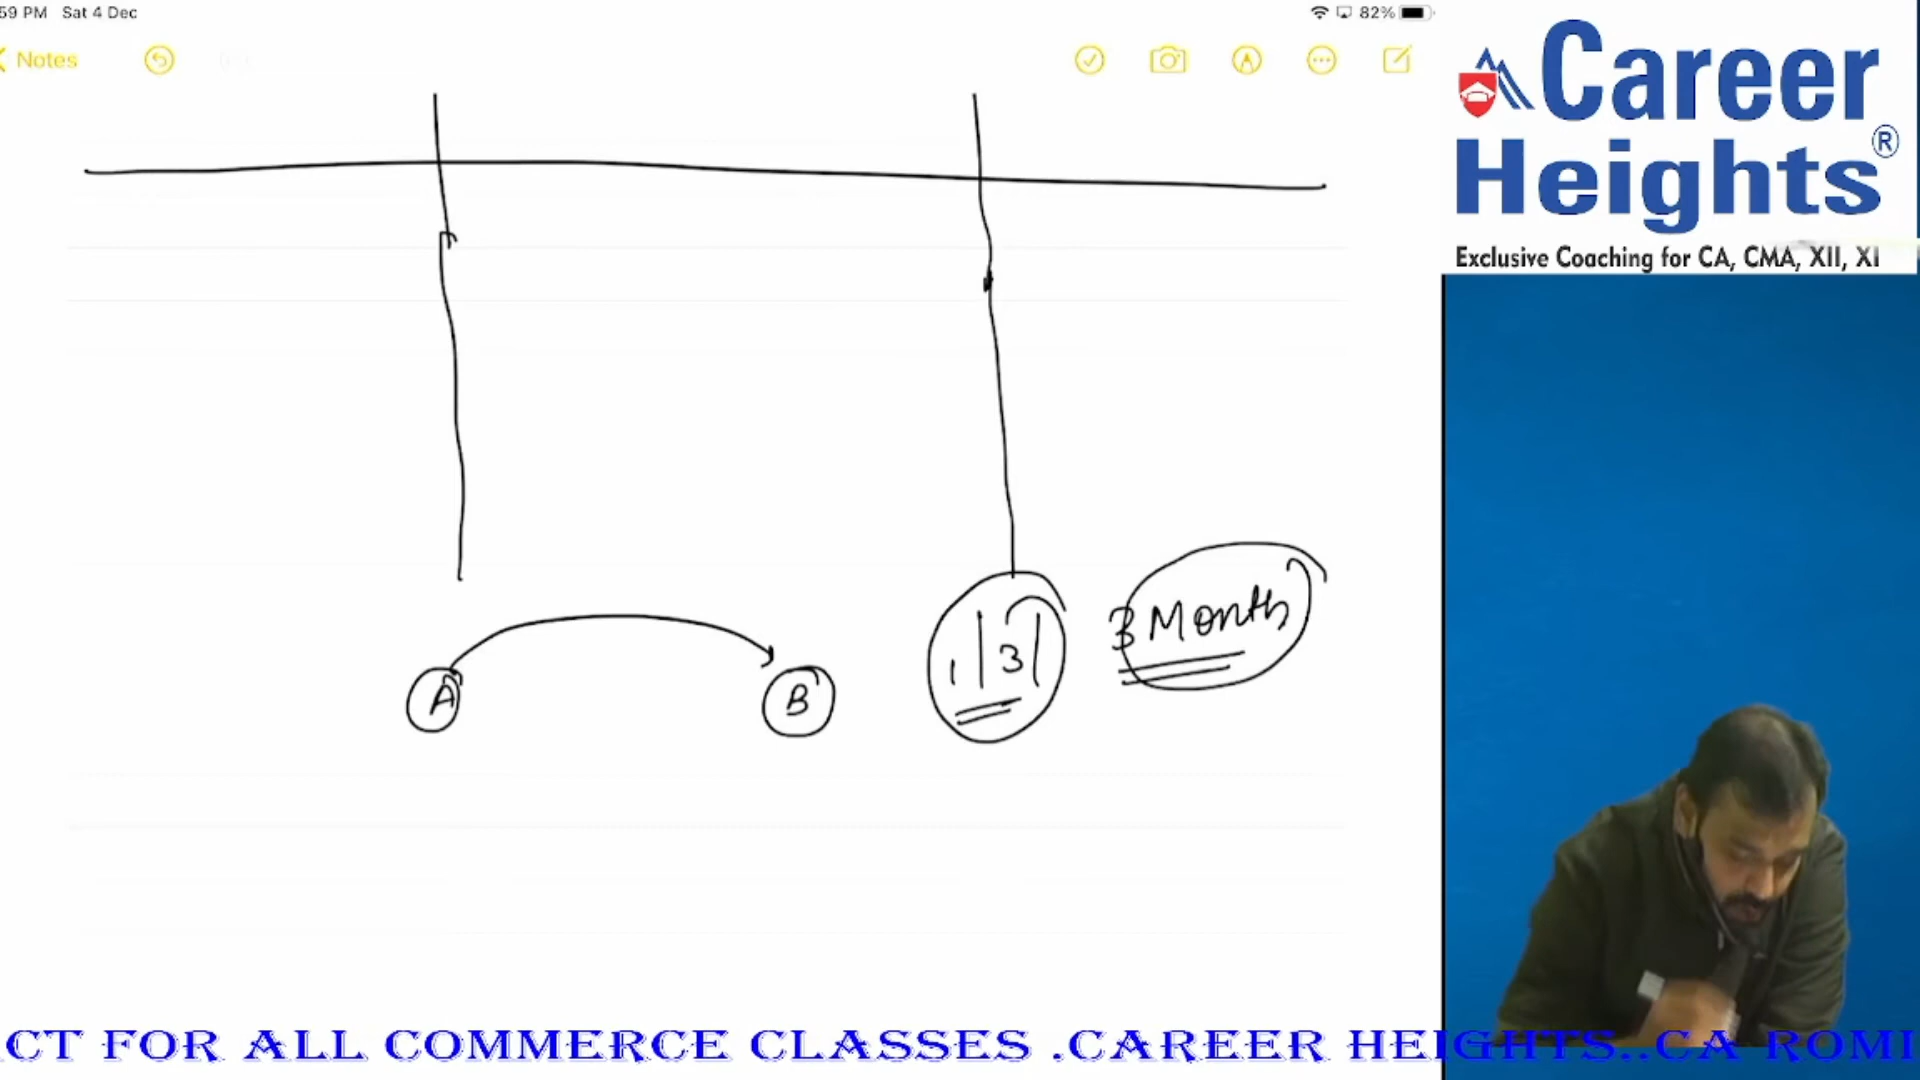 59 PM Sat 4 Dec
82%
Notes
Career
Heights®
Exclusive Coaching for CA, CMA, XII, XI
A
B
1|3|
3 Month
CT FOR ALL COMMERCE CLASSES .CAREER HEIGHTS..CA ROMI